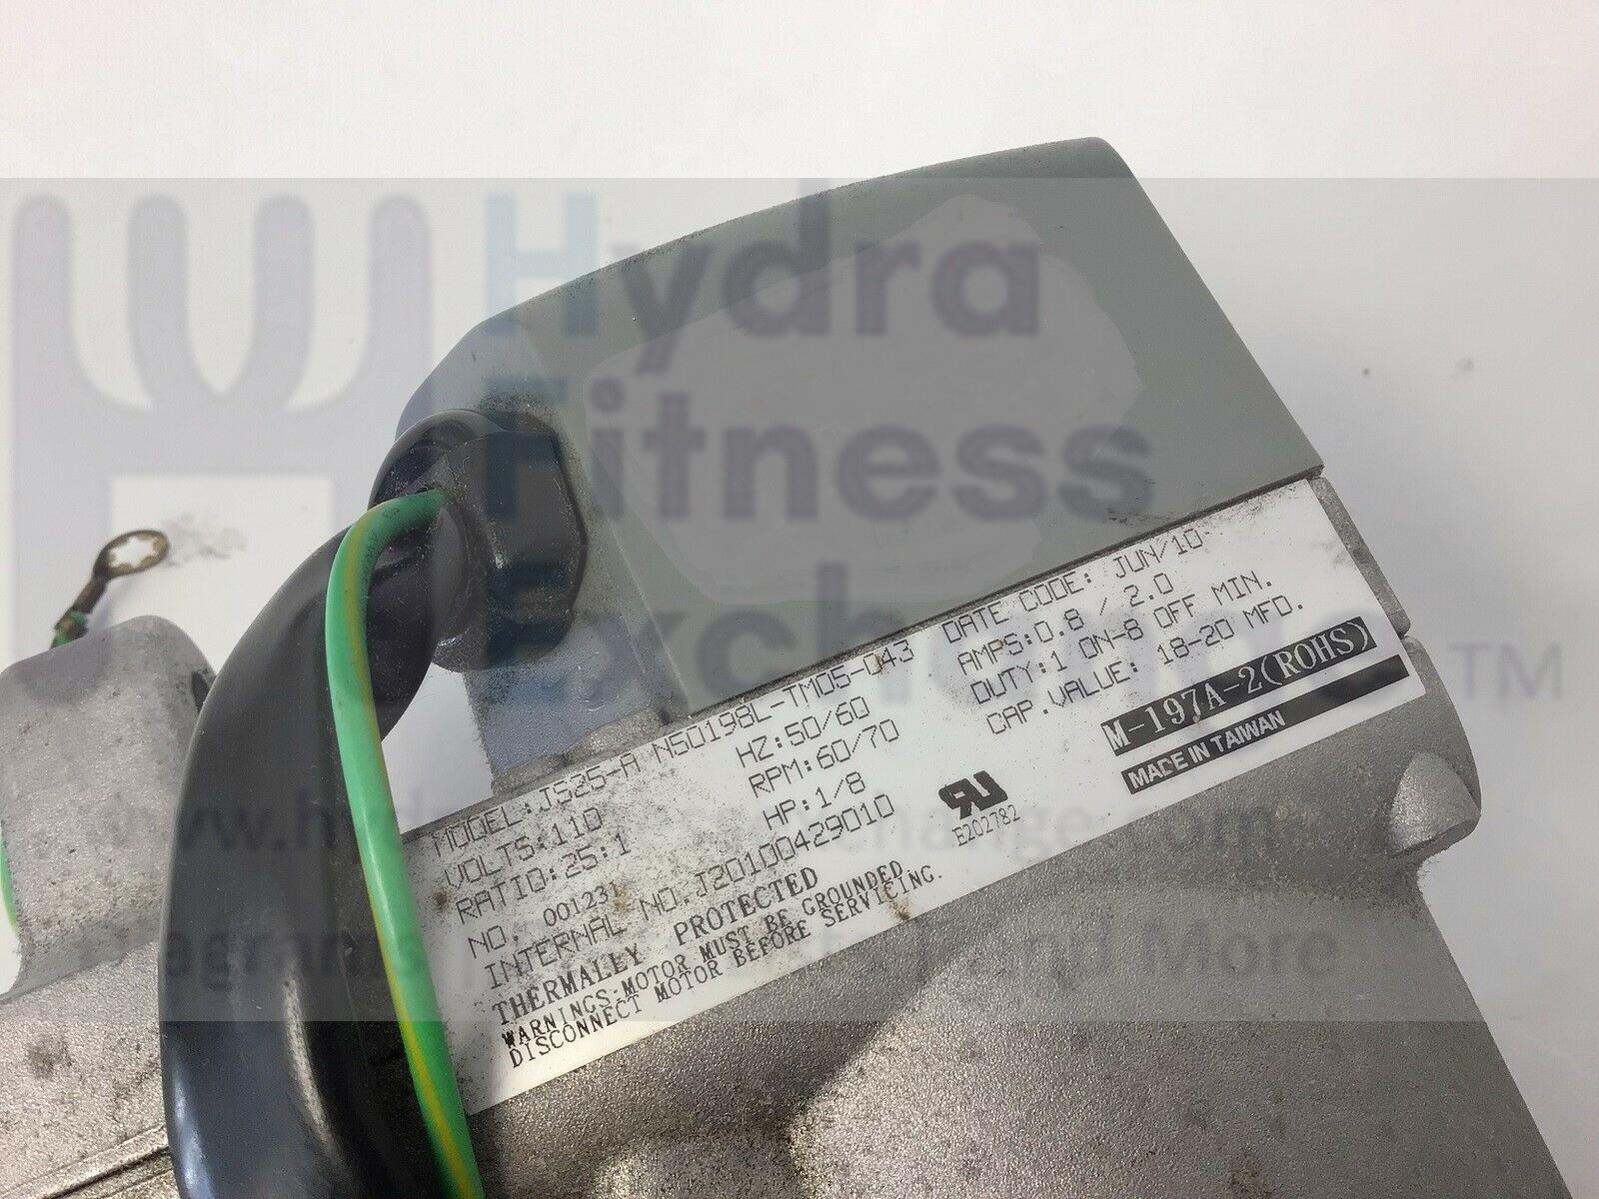 Hydra
Fitness
Exchange TM
MODEL:JS25-A N50198L-TM05-043 DATE CODE: JUN/10
VOLTS:110 HZ:50/60 AMPS:0.8 / 2.0
RATIO:25:1 RPM:60/70 DUTY:1 ON-8 OFF MIN.
NO. 001231 HP:1/8 CAP.VALUE: 18-20 MFD.
INTERNAL NO.J20100429010
THERMALLY PROTECTED
WARNINGS:MOTOR MUST BE GROUNDED
DISCONNECT MOTOR BEFORE SERVICING.
E202782
M-197A-2(ROHS)
MADE IN TAIWAN
and More